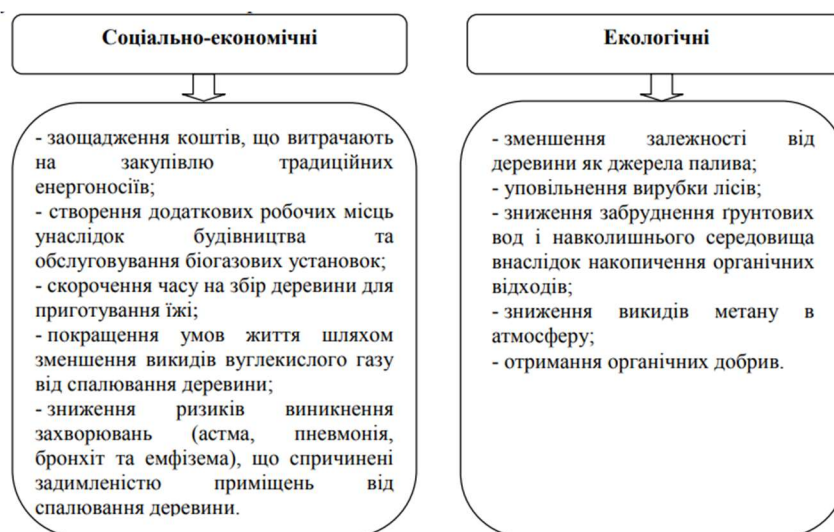 Соціально-економічні
- заощадження коштів, що витрачають
на закупівлю традиційних
енергоносіїв;
- створення додаткових робочих місць
унаслідок будівництва та
обслуговування біогазових установок;
- скорочення часу на збір деревини для
приготування їжі;
- покращення умов життя шляхом
зменшення викидів вуглекислого газу
від спалювання деревини;
- зниження ризиків виникнення
захворювань (астма, пневмонія,
бронхіт та емфізема), що спричинені
задимленістю приміщень від
спалювання деревини.
Екологічні
- зменшення залежності від
деревини як джерела палива;
- уповільнення вирубки лісів;
- зниження забруднення ґрунтових
вод і навколишнього середовища
внаслідок накопичення органічних
відходів;
- зниження викидів метану в
атмосферу;
- отримання органічних добрив.